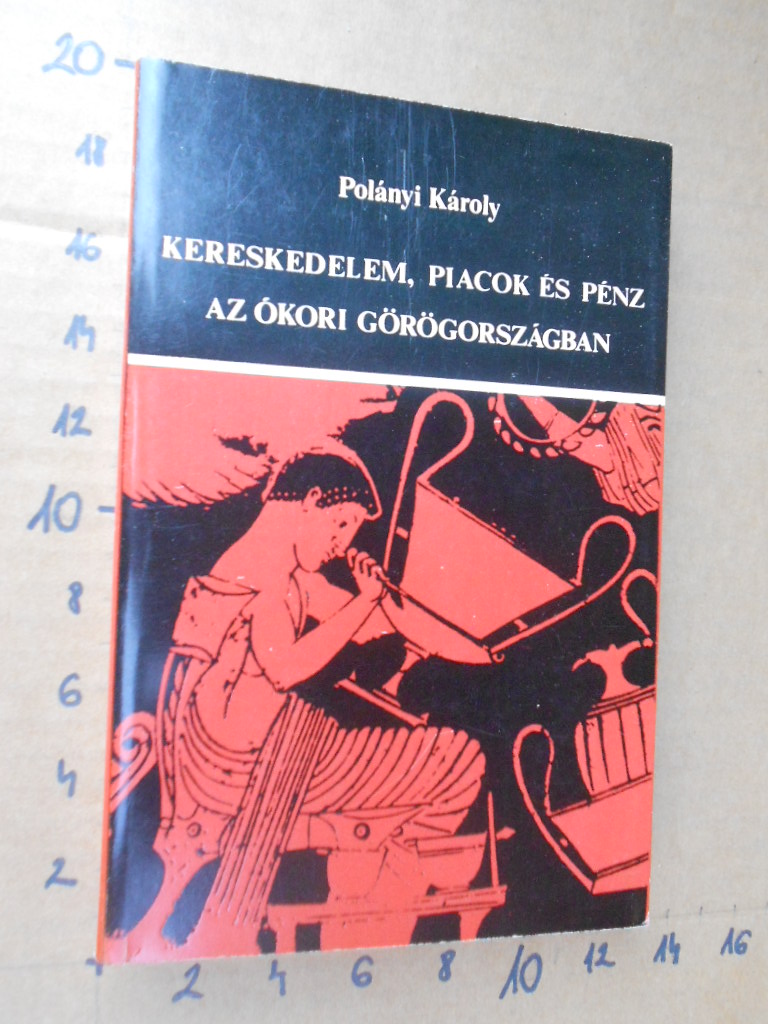 Polányi Károly
KERESKEDELEM, PIACOK ÉS PÉNZ
AZ ÓKORI GÖRÖGORSZÁGBAN
20
18
16
14
12
10
8
6
4
2
2 4 6 8 10 12 14 16